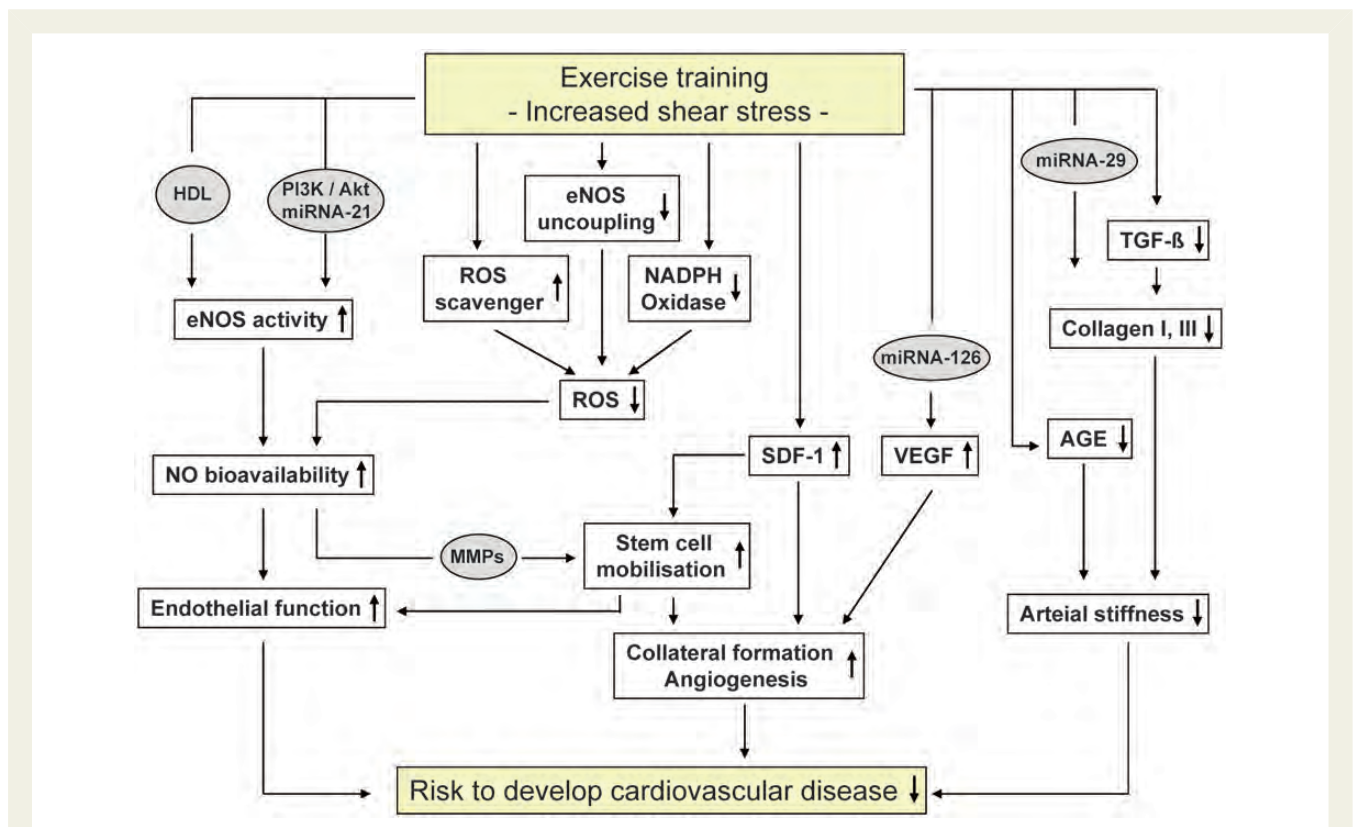 Exercise training
- Increased shear stress -
HDL
PI3K / Akt
miRNA-21
eNOS
uncoupling ↓
miRNA-29
ROS
scavenger ↑
NADPH
Oxidase ↓
TGF-ß ↓
eNOS activity ↑
Collagen I, III ↓
miRNA-126
ROS ↓
NO bioavailability ↑
SDF-1 ↑
VEGF ↑
AGE ↓
MMPs
Stem cell
mobilisation ↑
Endothelial function ↑
Arteial stiffness ↓
Collateral formation
Angiogenesis ↑
Risk to develop cardiovascular disease ↓